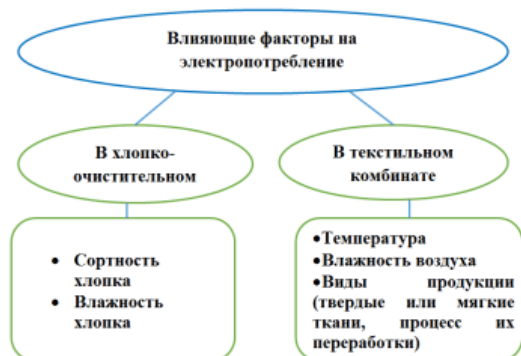 Влияющие факторы на
электропотребление
В хлопко-
очистительном
В текстильном
комбинате
• Сортность
хлопка
• Влажность
хлопка
•Температура
•Влажность воздуха
•Виды продукции
(твердые или мягкие
ткани, процесс их
переработки)